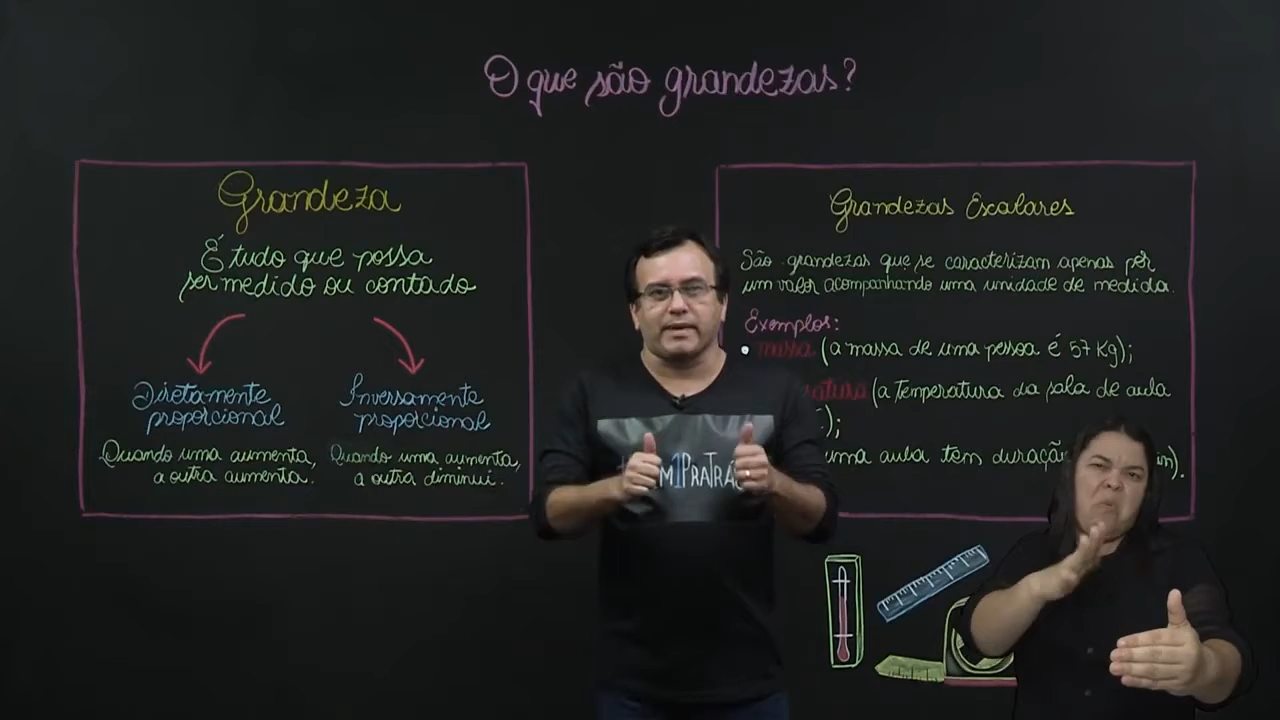 O que são grandezas?
Grandeza
É tudo que possa
ser medido ou contado
Diretamente
proporcional
Quando uma aumenta,
a outra aumenta.
Inversamente
proporcional
Quando uma aumenta,
a outra diminui.
Grandezas Escalares
São grandezas que se caracterizam apenas por
um valor acompanhando uma unidade de medida.
Exemplos:
• massa (a massa de uma pessoa é 57 Kg);
(a temperatura da sala de aula
);
uma aula tem duração
).